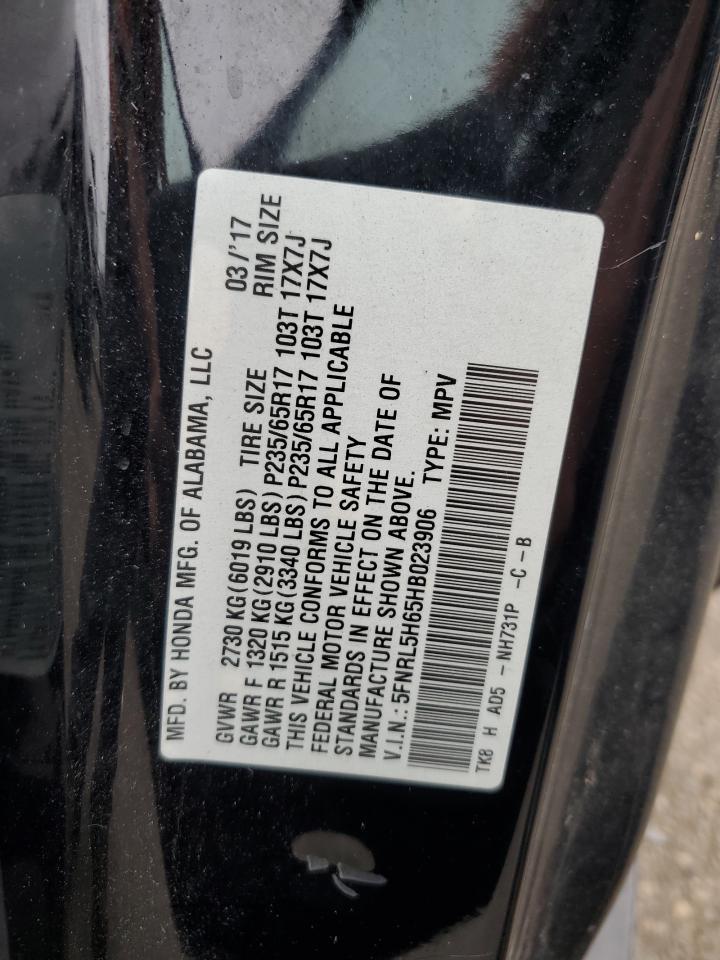 MFD. BY HONDA MFG. OF ALABAMA, LLC 03/'17
GVWR 2730 KG(6019 LBS) TIRE SIZE RIM SIZE
GAWR F 1320 KG(2910 LBS) P235/65R17 103T 17X7J
GAWR R 1515 KG(3340 LBS) P235/65R17 103T 17X7J
THIS VEHICLE CONFORMS TO ALL APPLICABLE
FEDERAL MOTOR VEHICLE SAFETY
STANDARDS IN EFFECT ON THE DATE OF
MANUFACTURE SHOWN ABOVE.
V.I.N.: 5FNRL5H65HB023906 TYPE: MPV
TK8 H AD5 - NH731P -C-B